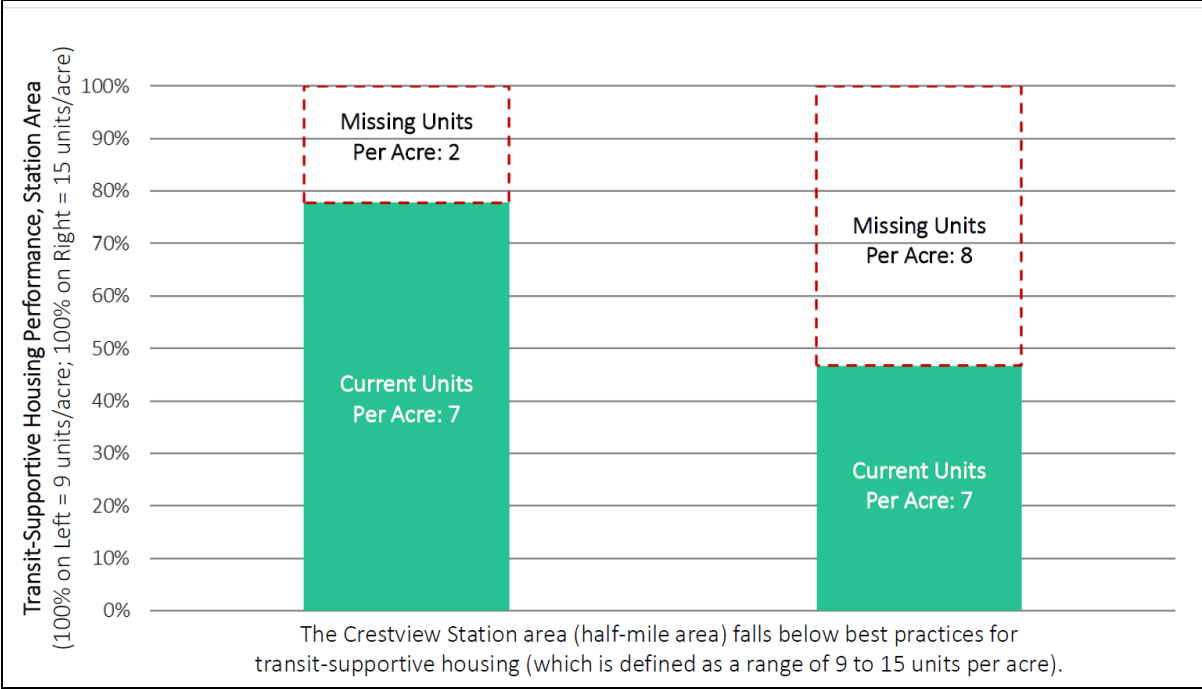 Transit-Supportive Housing Performance, Station Area
(100% on Left = 9 units/acre; 100% on Right = 15 units/acre)
100%
90%
80%
70%
60%
50%
40%
30%
20%
10%
0%
Missing Units
Per Acre: 2
Current Units
Per Acre: 7
Missing Units
Per Acre: 8
Current Units
Per Acre: 7
The Crestview Station area (half-mile area) falls below best practices for
transit-supportive housing (which is defined as a range of 9 to 15 units per acre).